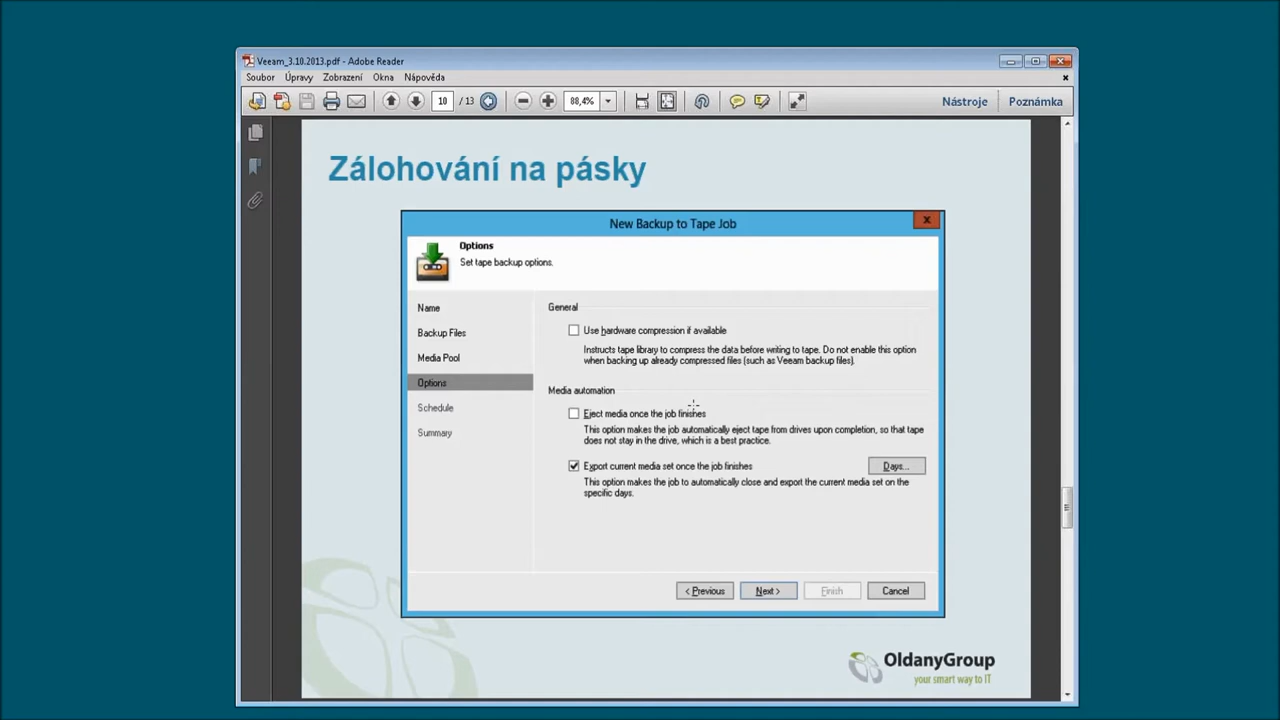 Veeam_3.10.2013.pdf - Adobe Reader
Soubor Úpravy Zobrazení Okna Nápověda
10 / 13 88,4% Nástroje Poznámka
Zálohování na pásky
New Backup to Tape Job
Options
Set tape backup options.
Name
Backup Files
Media Pool
Options
Schedule
Summary
General
Use hardware compression if available
Instructs tape library to compress the data before writing to tape. Do not enable this option
when backing up already compressed files (such as Veeam backup files).
Media automation
Eject media once the job finishes
This option makes the job automatically eject tape from drives upon completion, so that tape
does not stay in the drive, which is a best practice.
Export current media set once the job finishes Days...
This option makes the job to automatically close and export the current media set on the
specific days.
< Previous Next > Finish Cancel
OldanyGroup
your smart way to IT